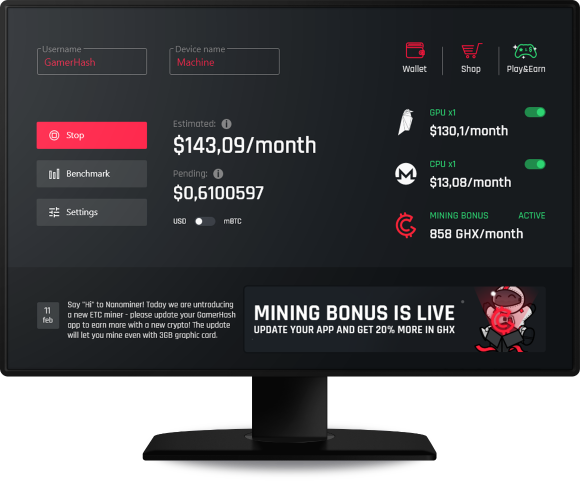 Username
GamerHash
Device name
Machine
Wallet
Shop
Play&Earn
Stop
Benchmark
Settings
Estimated:
$143,09/month
Pending:
$0,6100597
USD
mBTC
GPU x1
$130,1/month
CPU x1
$13,08/month
MINING BONUS ACTIVE
858 GHX/month
11
feb
Say "Hi" to Nanominer! Today we are untroducing
a new ETC miner - please update your GamerHash
app to earn more with a new crypto! The update
will let you mine even with 3GB graphic card.
MINING BONUS IS LIVE
UPDATE YOUR APP AND GET 20% MORE IN GHX